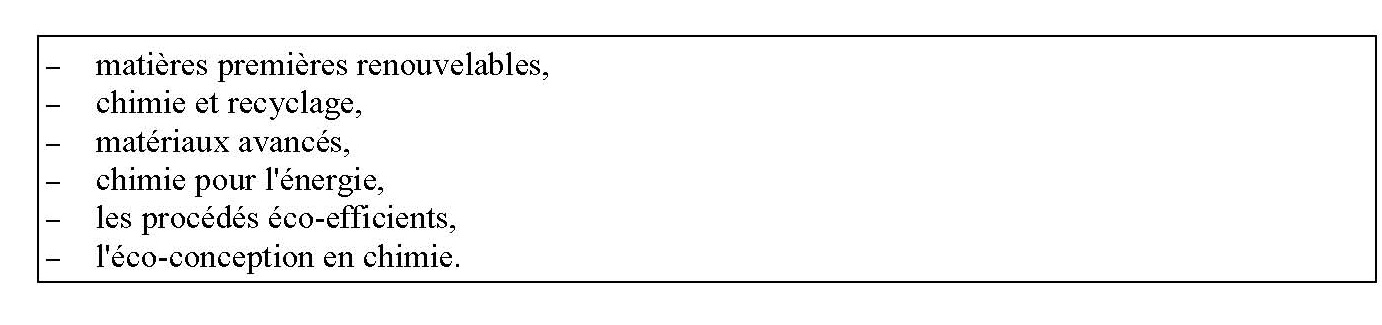 – matières premières renouvelables,
– chimie et recyclage,
– matériaux avancés,
– chimie pour l'énergie,
– les procédés éco-efficients,
– l'éco-conception en chimie.